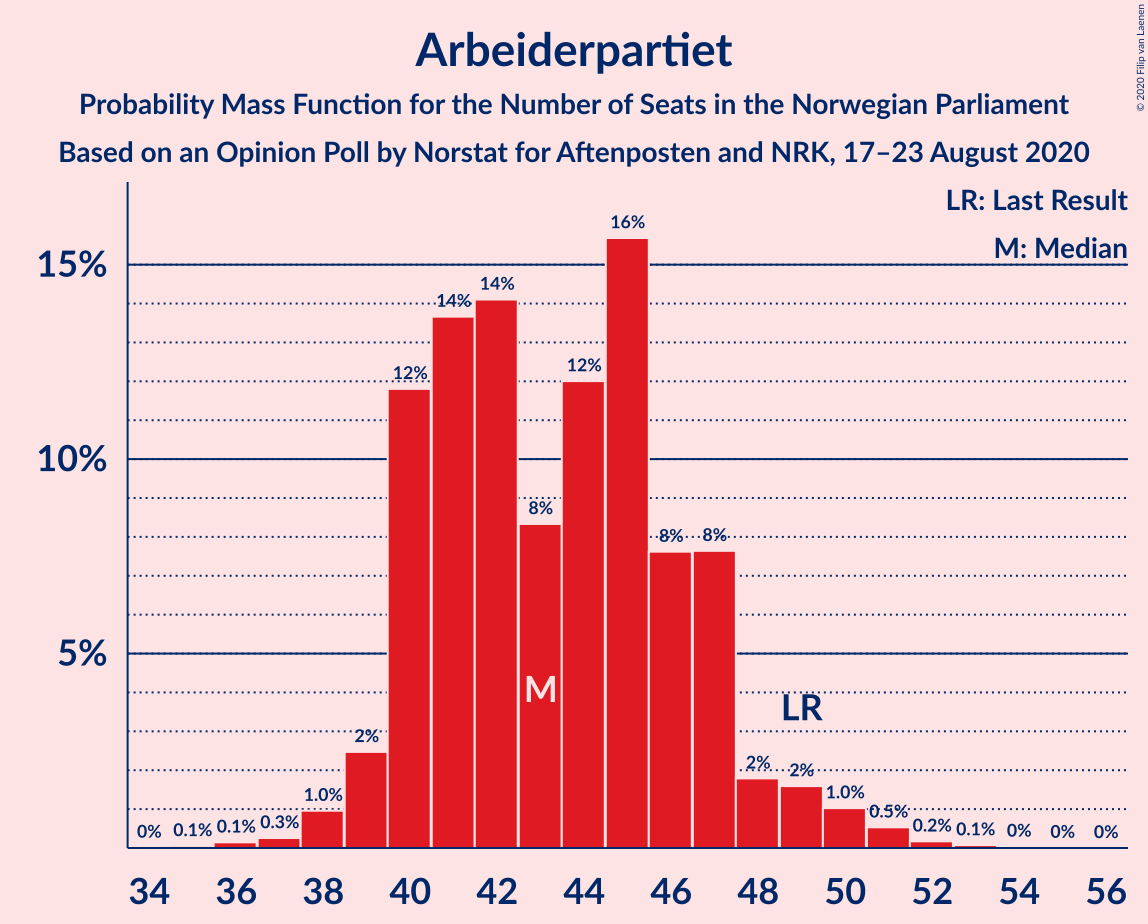 Arbeiderpartiet
Probability Mass Function for the Number of Seats in the Norwegian Parliament
Based on an Opinion Poll by Norstat for Aftenposten and NRK, 17–23 August 2020
© 2020 Filip van Laenen
LR: Last Result
M: Median
15%
10%
5%
0% 0.1% 0.1% 0.3% 1.0% 2% 12% 14% 14% 8% 12% 16% 8% 8% 2% 2% 1.0% 0.5% 0.2% 0.1% 0% 0% 0%
M
LR
34 36 38 40 42 44 46 48 50 52 54 56